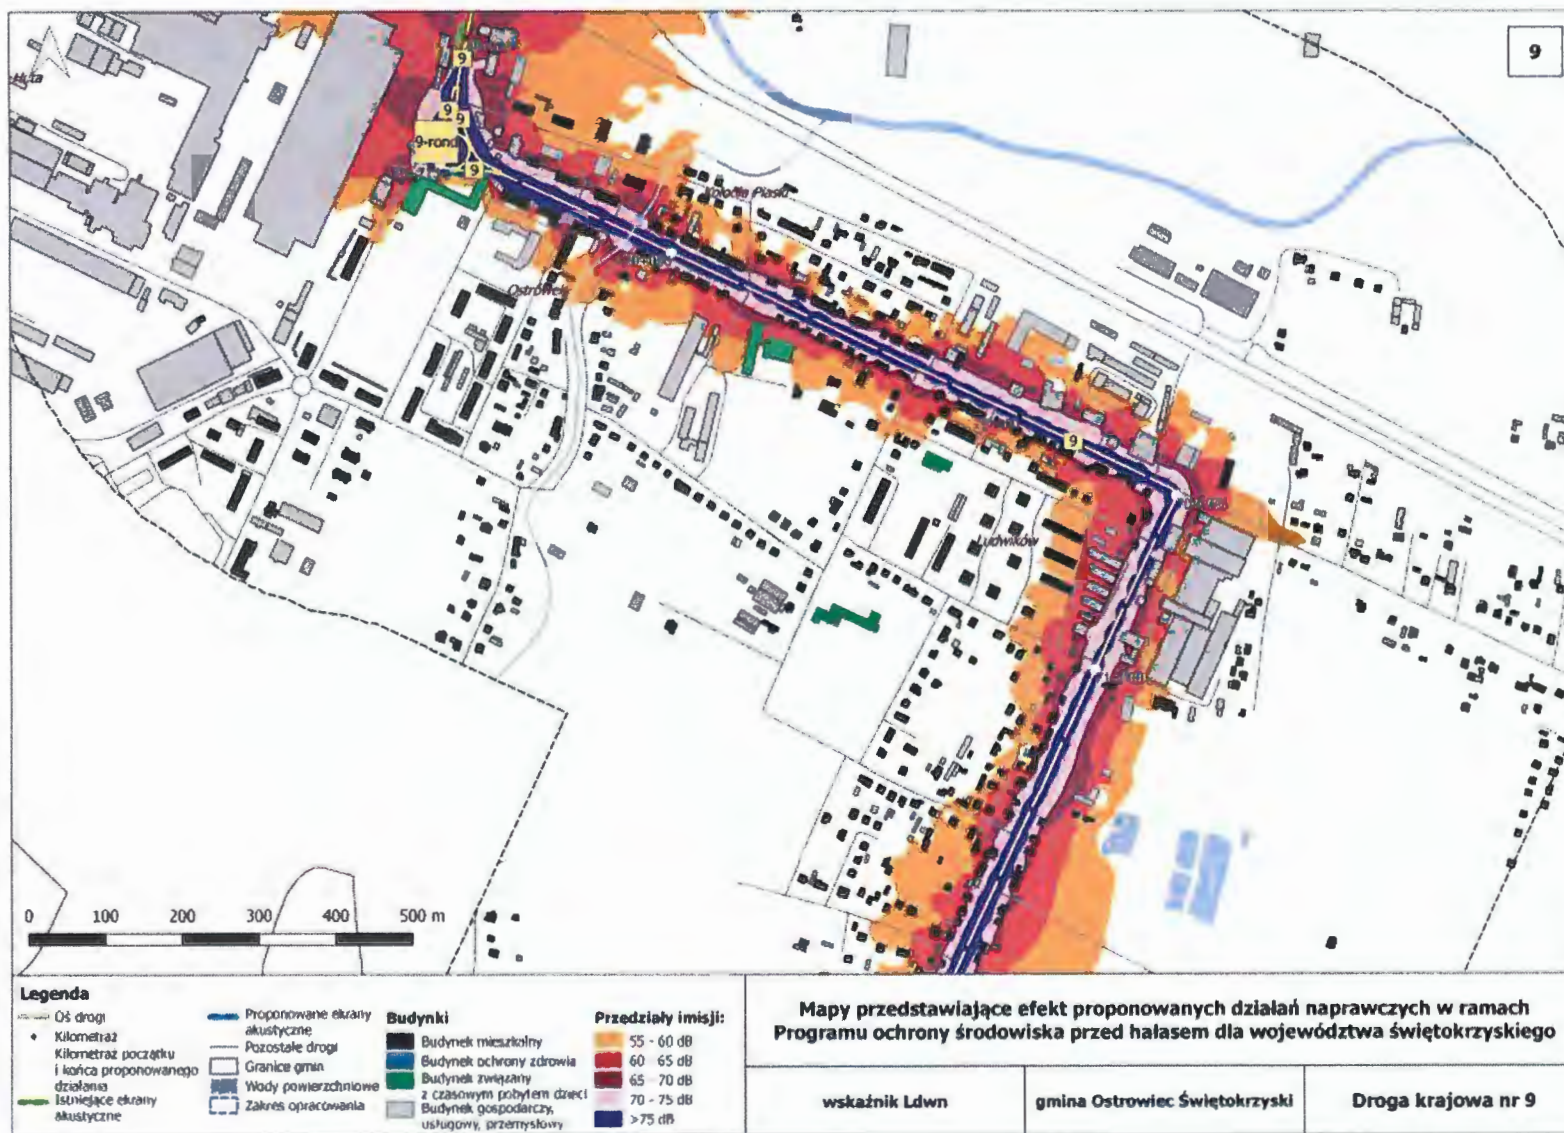 9
Huta
9
9
9
9-rond
9
Kolonia Piaski
Ostrówek
9
Ludwików
0 100 200 300 400 500 m
Legenda
Oś drogi
Kilometraż
Kilometraż początku
i końca proponowanego
działania
Istniejące ekrany
akustyczne
Proponowane ekrany
akustyczne
Pozostałe drogi
Granice gmin
Wody powierzchniowe
Zakres opracowania
Budynki
Budynek mieszkalny
Budynek ochrony zdrowia
Budynek związany
z czasowym pobytem dzieci
Budynek gospodarczy,
usługowy, przemysłowy
Przedziały imisji:
55 - 60 dB
60 - 65 dB
65 - 70 dB
70 - 75 dB
>75 dB
Mapy przedstawiające efekt proponowanych działań naprawczych w ramach
Programu ochrony środowiska przed hałasem dla województwa świętokrzyskiego
wskaźnik Ldwn
gmina Ostrowiec Świętokrzyski
Droga krajowa nr 9